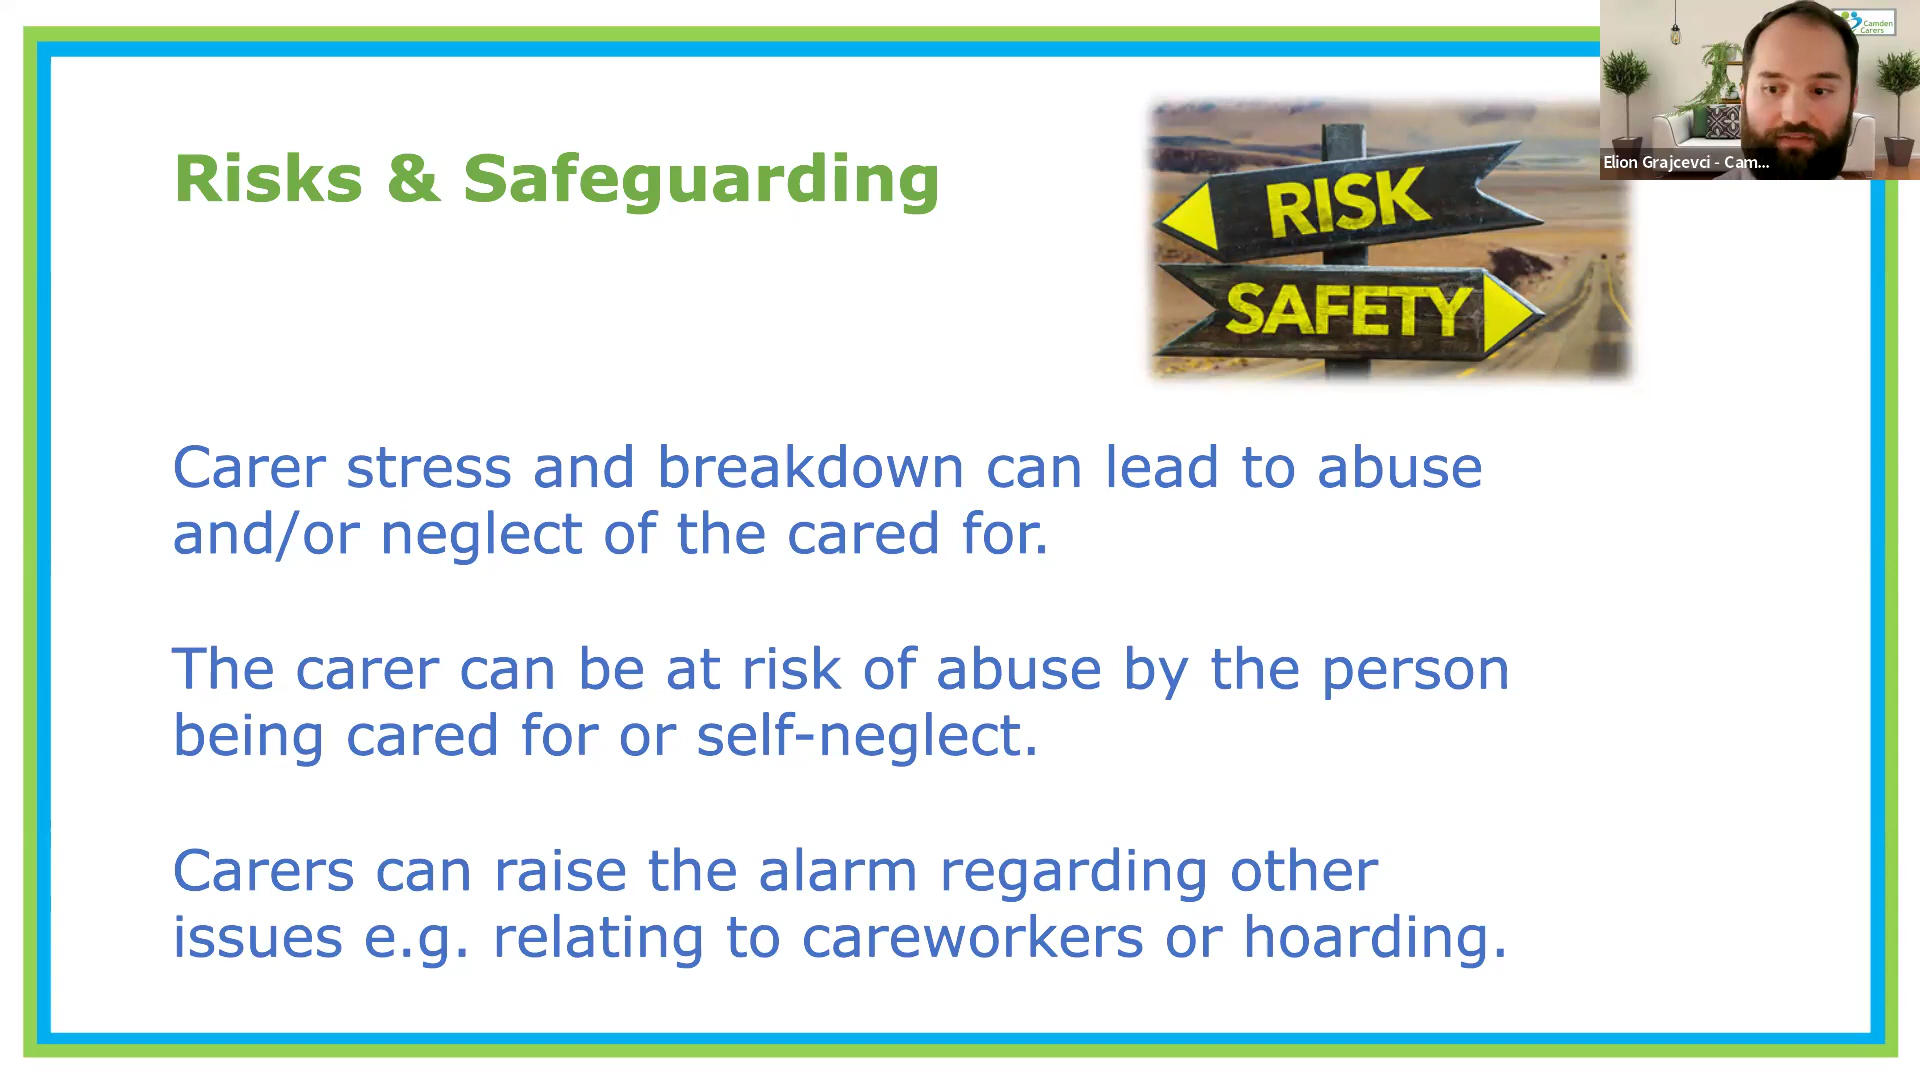 Camden
Carers
Elion Grajcevci - Cam...
Risks & Safeguarding
RISK
SAFETY
Carer stress and breakdown can lead to abuse
and/or neglect of the cared for.
The carer can be at risk of abuse by the person
being cared for or self-neglect.
Carers can raise the alarm regarding other
issues e.g. relating to careworkers or hoarding.